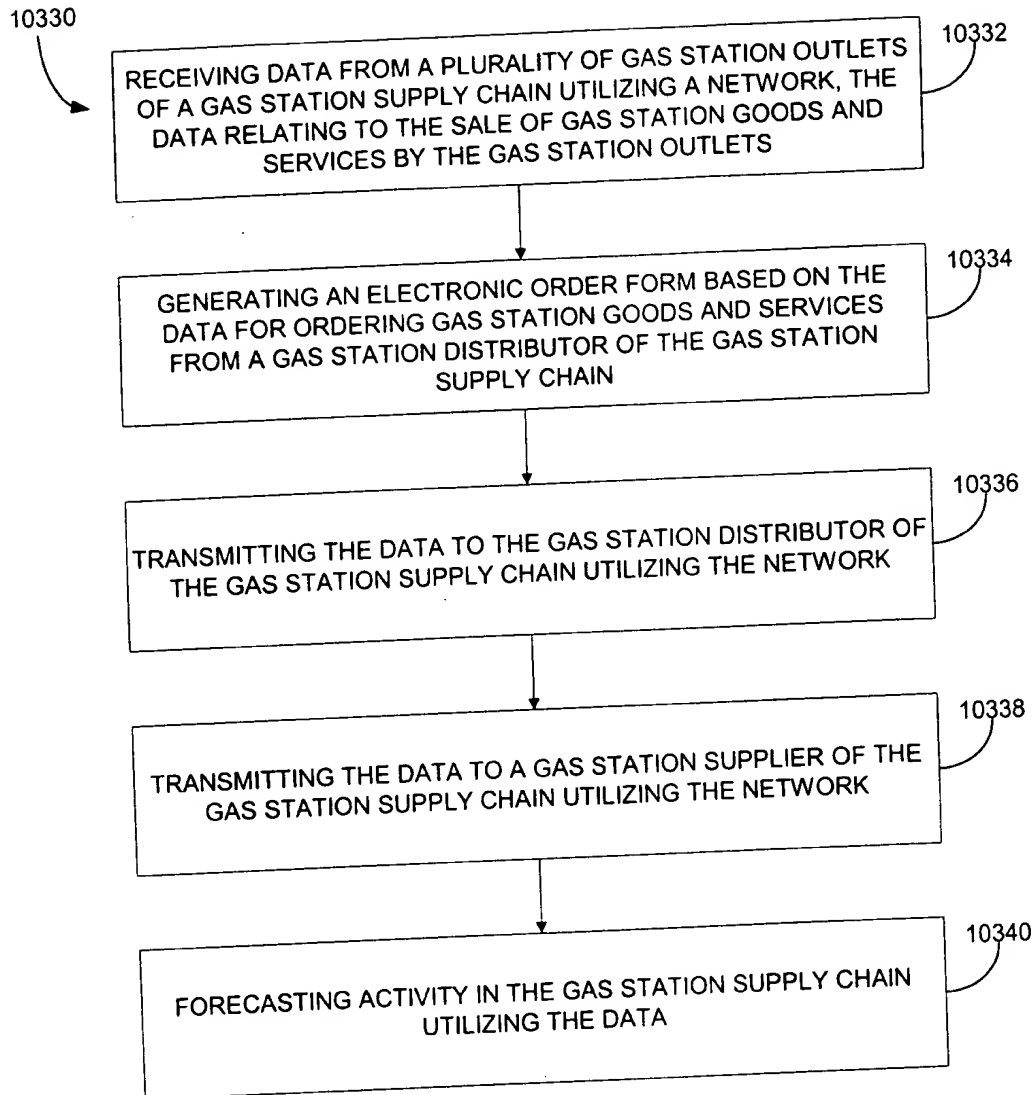 10330
10332
RECEIVING DATA FROM A PLURALITY OF GAS STATION OUTLETS
OF A GAS STATION SUPPLY CHAIN UTILIZING A NETWORK, THE
DATA RELATING TO THE SALE OF GAS STATION GOODS AND
SERVICES BY THE GAS STATION OUTLETS
10334
GENERATING AN ELECTRONIC ORDER FORM BASED ON THE
DATA FOR ORDERING GAS STATION GOODS AND SERVICES
FROM A GAS STATION DISTRIBUTOR OF THE GAS STATION
SUPPLY CHAIN
10336
TRANSMITTING THE DATA TO THE GAS STATION DISTRIBUTOR OF
THE GAS STATION SUPPLY CHAIN UTILIZING THE NETWORK
10338
TRANSMITTING THE DATA TO A GAS STATION SUPPLIER OF THE
GAS STATION SUPPLY CHAIN UTILIZING THE NETWORK
10340
FORECASTING ACTIVITY IN THE GAS STATION SUPPLY CHAIN
UTILIZING THE DATA